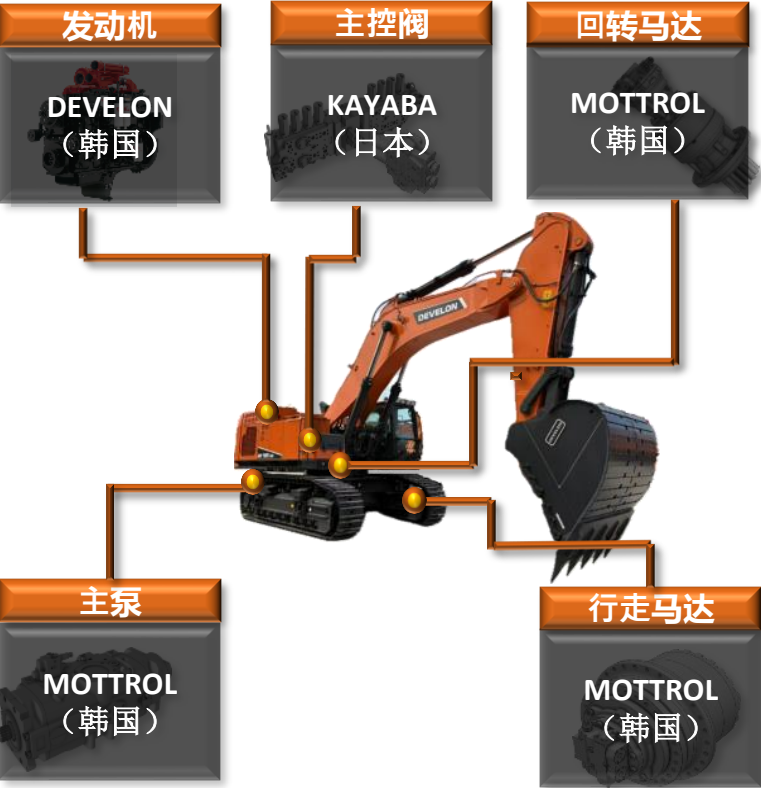 发动机
DEVELON
（韩国）
主控阀
KAYABA
（日本）
回转马达
MOTTROL
（韩国）
DEVELON
DEVELON
主泵
MOTTROL
（韩国）
行走马达
MOTTROL
（韩国）